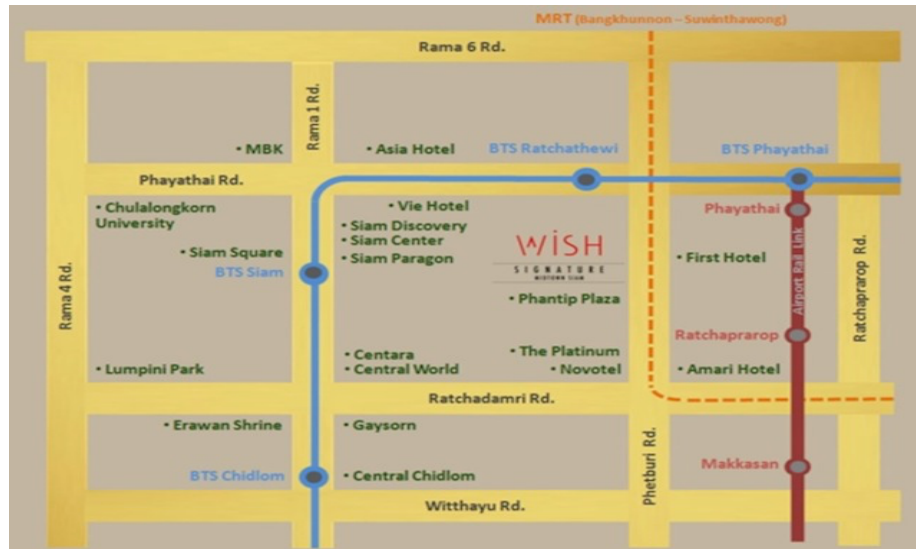 MRT (Bangkhunnon – Suwinthawong)
Rama 6 Rd.
Rama 1 Rd.
• MBK
• Asia Hotel
BTS Ratchathewi
BTS Phayathai
Phayathai Rd.
• Chulalongkorn
University
• Vie Hotel
Phayathai
• Siam Discovery
• Siam Center
• Siam Paragon
• Siam Square
BTS Siam
WISH
SIGNATURE
MIDTOWN SIAM
• First Hotel
Airport Rail Link
Ratchaprarop Rd.
Rama 4 Rd.
• Phantip Plaza
Ratchaprarop
• Lumpini Park
• Centara
• Central World
• The Platinum
• Novotel
• Amari Hotel
Ratchadamri Rd.
• Erawan Shrine
• Gaysorn
Phetburi Rd.
BTS Chidlom
• Central Chidlom
Makkasan
Witthayu Rd.